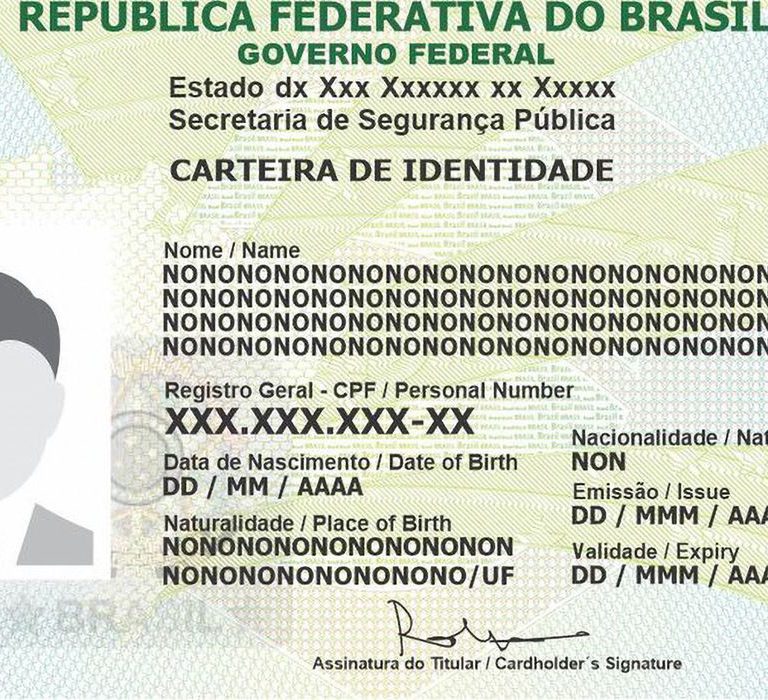 REPÚBLICA FEDERATIVA DO BRASIL
GOVERNO FEDERAL
Estado dx Xxx Xxxxxx xx Xxxxx
Secretaria de Segurança Pública
CARTEIRA DE IDENTIDADE
Nome / Name
NONONONONONONONONONONONONONONONONONON
NONONONONONONONONONONONONONONONONONON
NONONONONONONONONONONONONONONONONONON
NONONONONONONONONONONONONONONONONONON
Registro Geral - CPF / Personal Number
XXX.XXX.XXX-XX
Nacionalidade / Nat
NON
Data de Nascimento / Date of Birth
DD / MM / AAAA
Emissão / Issue
DD / MMM / AAA
Naturalidade / Place of Birth
NONONONONONONONONON
NONONONONONONONONO/UF
Validade / Expiry
DD / MMM / AAA
Assinatura do Titular / Cardholder´s Signature
BRASIL